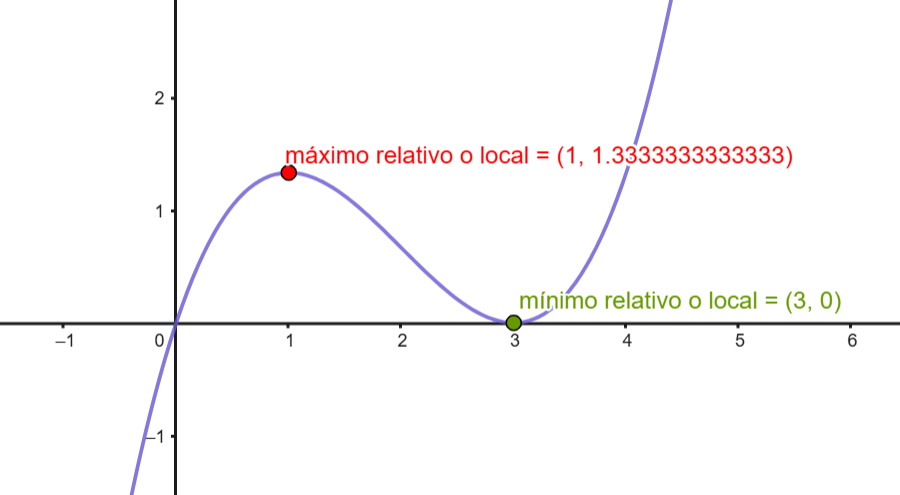 2
máximo relativo o local = (1, 1.3333333333333)
1
mínimo relativo o local = (3, 0)
–1 0 1 2 3 4 5 6
–1